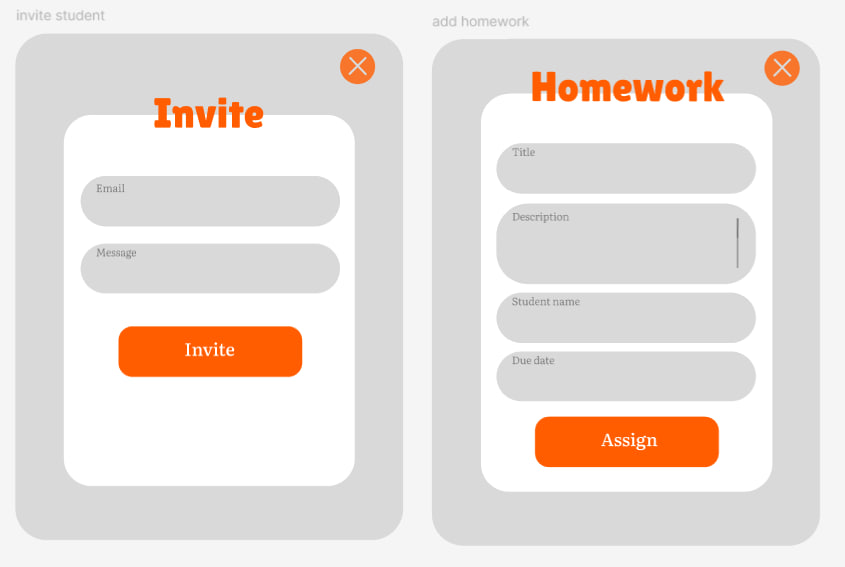 invite student
Invite
Email
Message
Invite
add homework
Homework
Title
Description
Student name
Due date
Assign